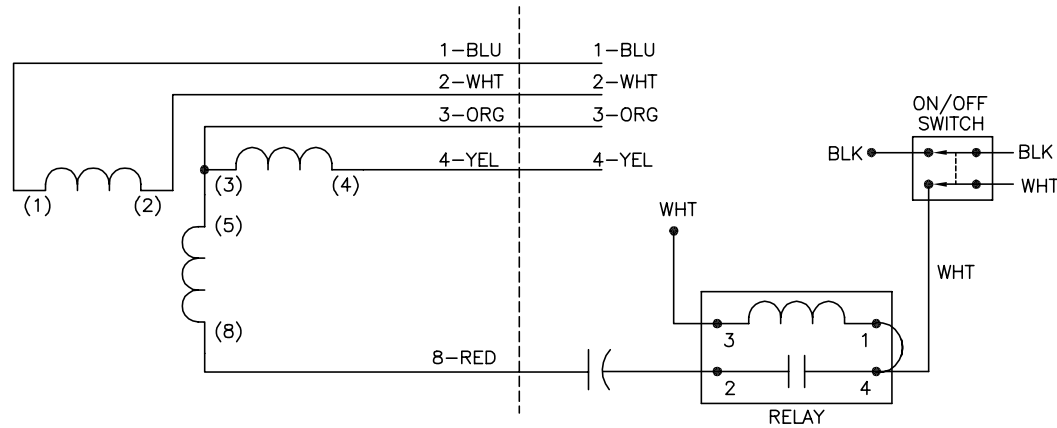 1-BLU 1-BLU
2-WHT 2-WHT
3-ORG 3-ORG
ON/OFF
SWITCH
4-YEL 4-YEL
BLK BLK
(3) (4)
WHT
(1) (2)
WHT
(5)
WHT
(8)
3 1
8-RED
2 4
RELAY